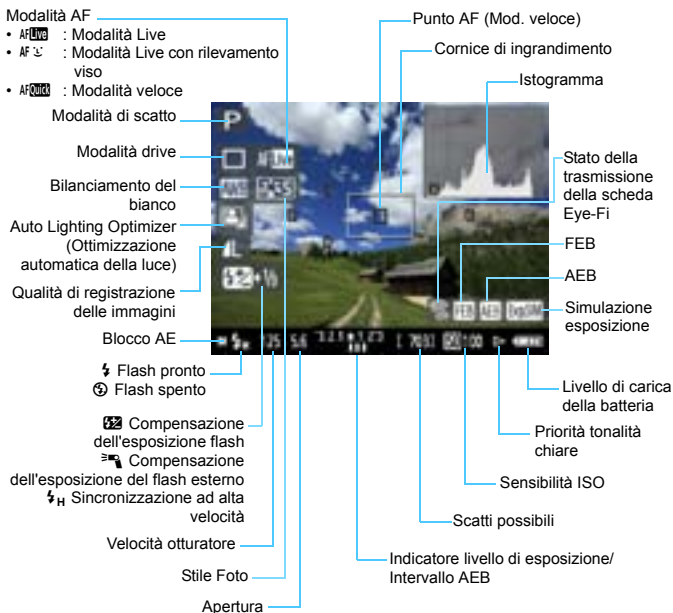 Modalità AF
• AF Live : Modalità Live
• AF : Modalità Live con rilevamento
viso
• AF Quick : Modalità veloce
Modalità di scatto
Modalità drive
Bilanciamento del
bianco
Auto Lighting Optimizer
(Ottimizzazione
automatica della luce)
Qualità di registrazione
delle immagini
Blocco AE
Flash pronto
Flash spento
Compensazione
dell'esposizione flash
Compensazione
dell'esposizione del flash esterno
H Sincronizzazione ad alta
velocità
Velocità otturatore
Stile Foto
Apertura
Punto AF (Mod. veloce)
Cornice di ingrandimento
Istogramma
Stato della
trasmissione
della scheda
Eye-Fi
FEB
AEB
Simulazione
esposizione
Livello di carica
della batteria
Priorità tonalità
chiare
Sensibilità ISO
Scatti possibili
Indicatore livello di esposizione/
Intervallo AEB
P
AF Live
AWB
L
FEB AEB ExpSIM
125 5.6